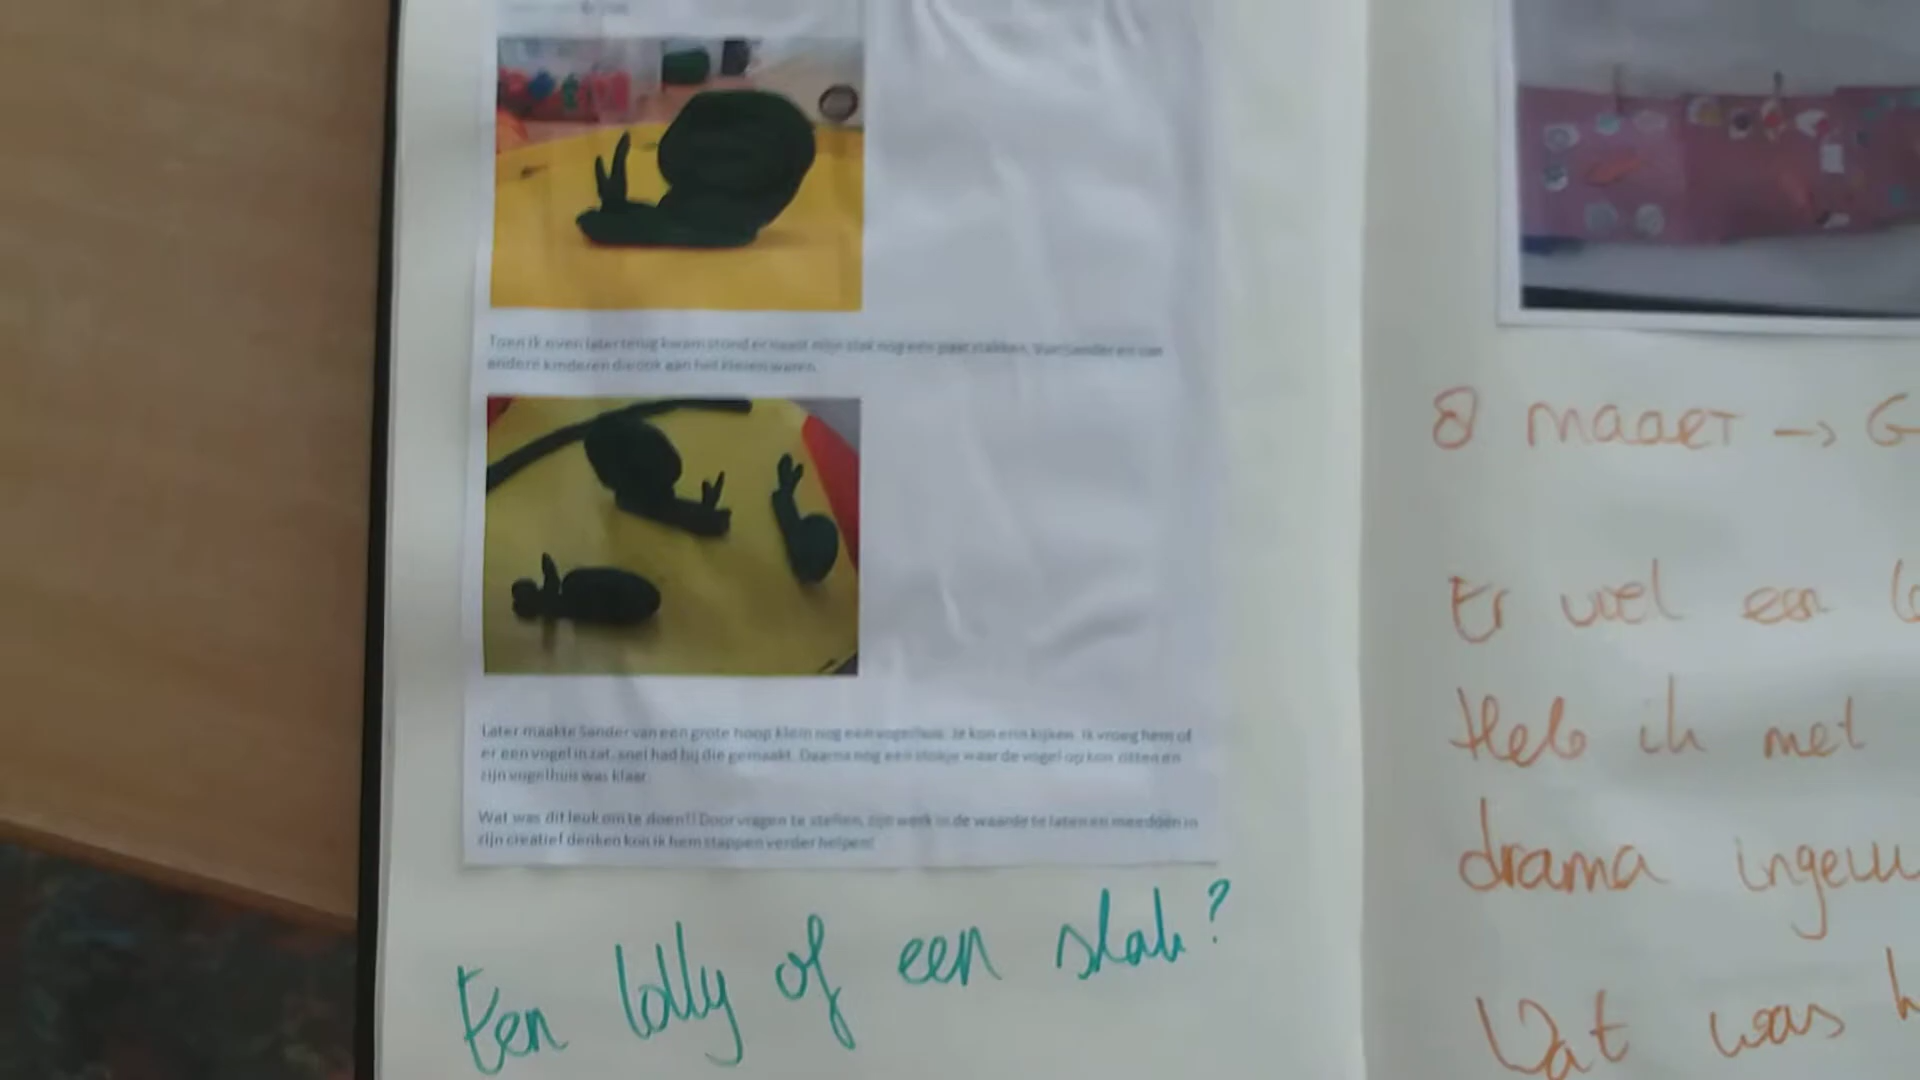 Toen ik even later terug kwam stond er naast mijn slak nog een paar slakken. Van Sander en van
andere kinderen die ook aan het kleien waren.
Later maakte Sander van een grote hoop klein nog een vogelhuis. Je kon erin kijken. Ik vroeg hem of
er een vogel in zat, snel had hij die gemaakt. Daarna nog een stokje waar de vogel op kon zitten en
zijn vogelhuis was klaar.
Wat was dit leuk om te doen!! Door vragen te stellen, zijn werk in de waarde te laten en meedoen in
zijn creatief denken kon ik hem stappen verder helpen!
Een lolly of een slak?
8 maart → G
Er wel een
Heb ik met
drama
Wat was h